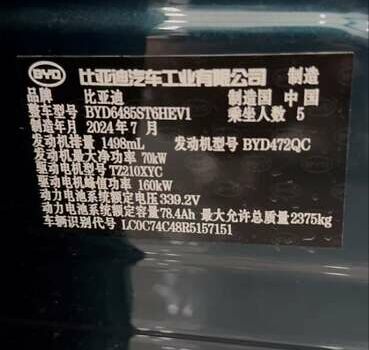 BYD 比亚迪汽车工业有限公司 制造
品牌 比亚迪 制造国 中国
整车型号 BYD6485ST6HEV1 乘坐人数 5
制造年月 2024年7月
发动机排量 1498mL 发动机型号 BYD472QC
发动机最大净功率 70kW
驱动电机型号 TZ210XYC
驱动电机峰值功率 160kW
动力电池系统额定电压 339.2V
动力电池系统额定容量 78.4Ah 最大允许总质量 2375kg
车辆识别代号 LC0C74C48R5157151